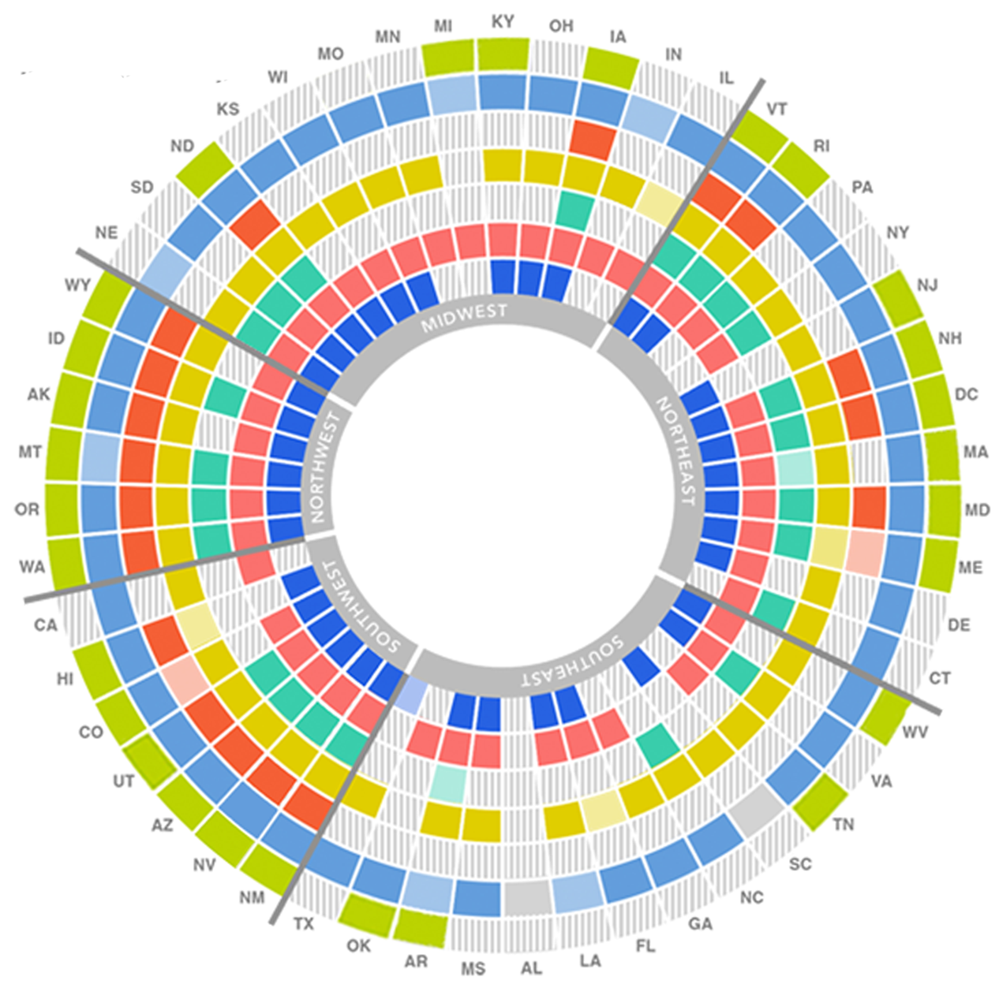 KY
OH
IA
IN
IL
VT
RI
PA
NY
NJ
NH
DC
MA
MD
ME
DE
CT
WV
VA
TN
SC
NC
GA
FL
LA
AL
MS
AR
OK
TX
NM
NV
AZ
UT
CO
HI
CA
WA
OR
MT
AK
ID
WY
NE
SD
ND
KS
WI
MO
MN
MI
MIDWEST
NORTHEAST
SOUTHEAST
SOUTHWEST
NORTHWEST